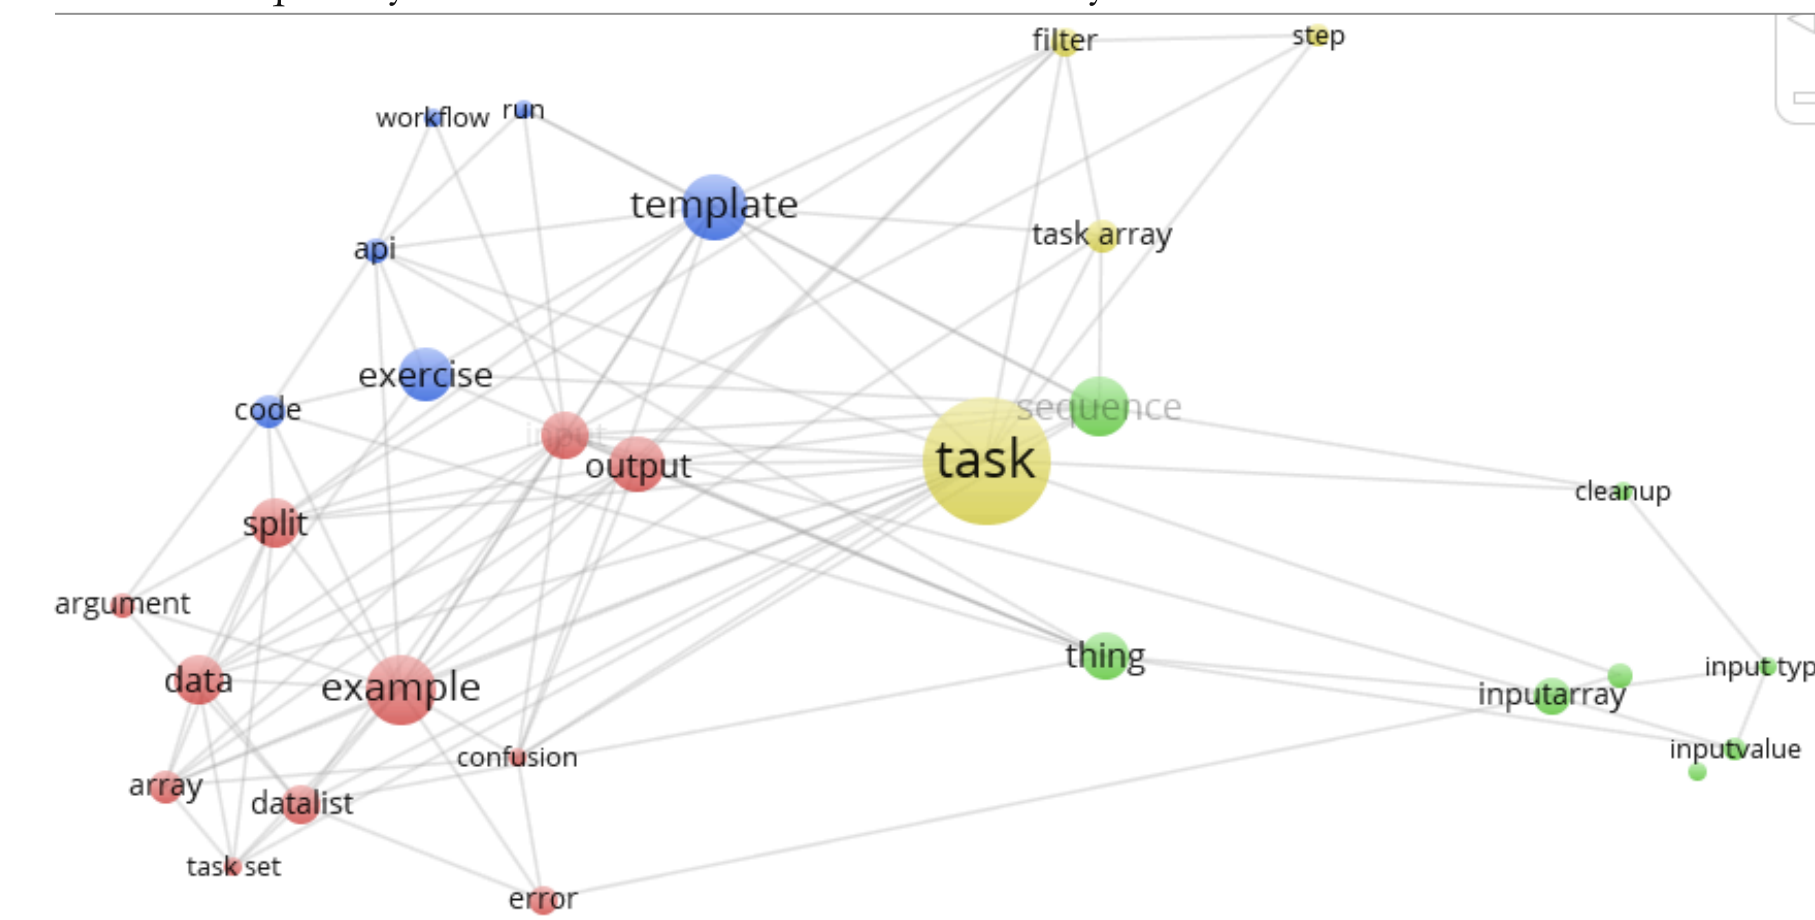 filter
step
workflow
run
template
task array
api
exercise
code
sequence
input
output
task
cleanup
split
argument
thing
data
example
input typ
inputarray
confusion
inputvalue
array
datalist
task set
error